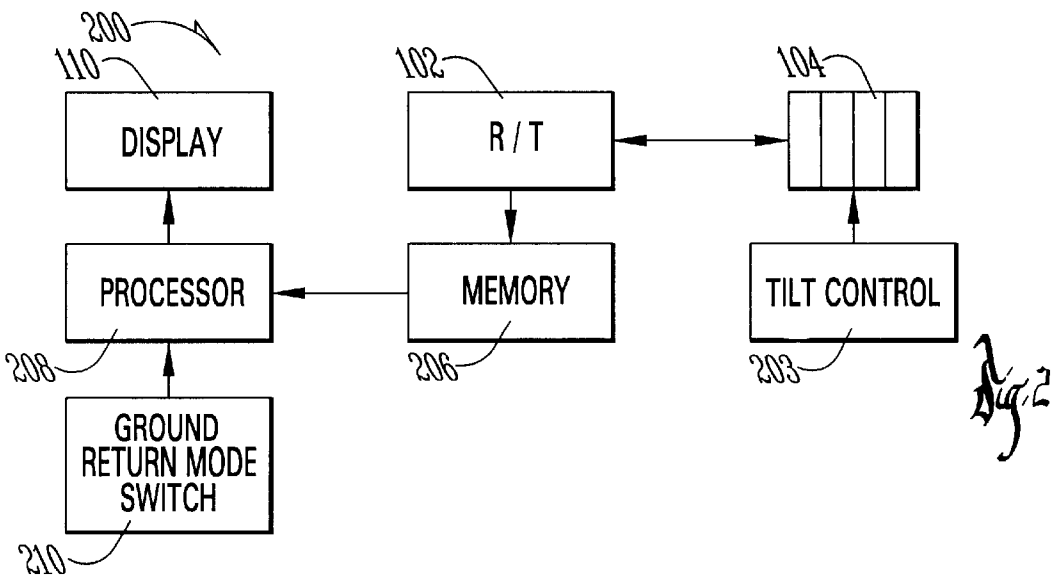 200
110
102
104
DISPLAY
R / T
PROCESSOR
MEMORY
TILT CONTROL
208
206
203
GROUND
RETURN MODE
SWITCH
210
Fig. 2